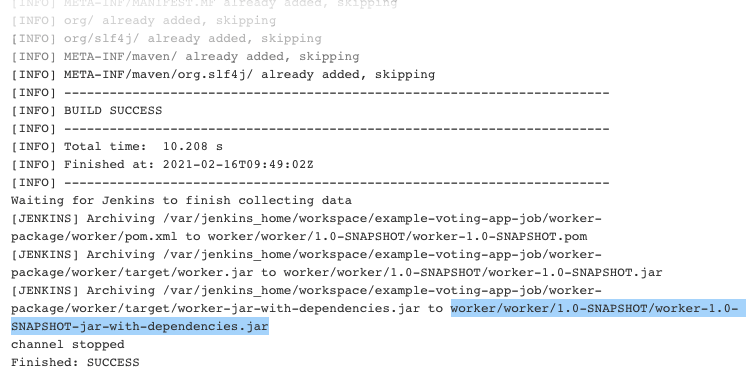 [INFO] META-INF/MANIFEST.MF already added, skipping
[INFO] org/ already added, skipping
[INFO] org/slf4j/ already added, skipping
[INFO] META-INF/maven/ already added, skipping
[INFO] META-INF/maven/org.slf4j/ already added, skipping
[INFO] ------------------------------------------------------------------------
[INFO] BUILD SUCCESS
[INFO] ------------------------------------------------------------------------
[INFO] Total time:  10.208 s
[INFO] Finished at: 2021-02-16T09:49:02Z
[INFO] ------------------------------------------------------------------------
Waiting for Jenkins to finish collecting data
[JENKINS] Archiving /var/jenkins_home/workspace/example-voting-app-job/worker-
package/worker/pom.xml to worker/worker/1.0-SNAPSHOT/worker-1.0-SNAPSHOT.pom
[JENKINS] Archiving /var/jenkins_home/workspace/example-voting-app-job/worker-
package/worker/target/worker.jar to worker/worker/1.0-SNAPSHOT/worker-1.0-SNAPSHOT.jar
[JENKINS] Archiving /var/jenkins_home/workspace/example-voting-app-job/worker-
package/worker/target/worker-jar-with-dependencies.jar to worker/worker/1.0-SNAPSHOT/worker-1.0-
SNAPSHOT-jar-with-dependencies.jar
channel stopped
Finished: SUCCESS